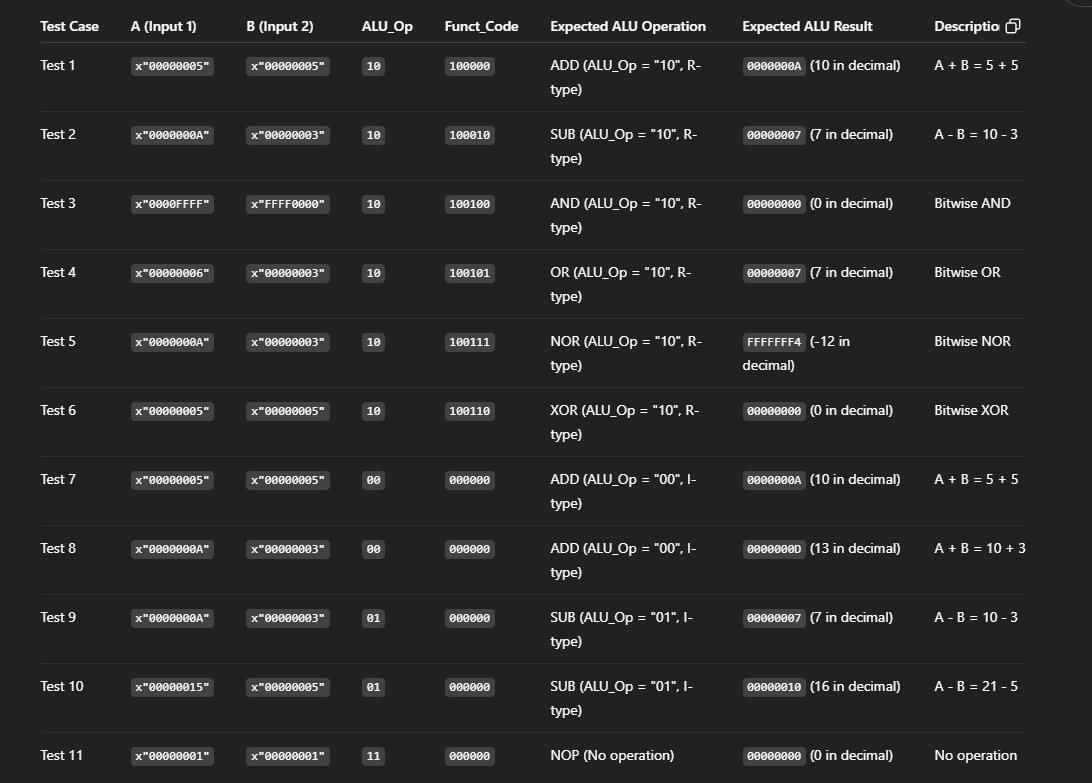 Test Case A (Input 1) B (Input 2) ALU_Op Funct_Code Expected ALU Operation Expected ALU Result Descriptio
Test 1 x"00000005" x"00000005" 10 100000 ADD (ALU_Op = "10", R- 0000000A (10 in decimal) A + B = 5 + 5
type)
Test 2 x"0000000A" x"00000003" 10 100010 SUB (ALU_Op = "10", R- 00000007 (7 in decimal) A - B = 10 - 3
type)
Test 3 x"0000FFFF" x"FFFF0000" 10 100100 AND (ALU_Op = "10", R- 00000000 (0 in decimal) Bitwise AND
type)
Test 4 x"00000006" x"00000003" 10 100101 OR (ALU_Op = "10", R- 00000007 (7 in decimal) Bitwise OR
type)
Test 5 x"0000000A" x"00000003" 10 100111 NOR (ALU_Op = "10", R- FFFFFFF4 (-12 in Bitwise NOR
type) decimal)
Test 6 x"00000005" x"00000005" 10 100110 XOR (ALU_Op = "10", R- 00000000 (0 in decimal) Bitwise XOR
type)
Test 7 x"00000005" x"00000005" 00 000000 ADD (ALU_Op = "00", I- 0000000A (10 in decimal) A + B = 5 + 5
type)
Test 8 x"0000000A" x"00000003" 00 000000 ADD (ALU_Op = "00", I- 0000000D (13 in decimal) A + B = 10 + 3
type)
Test 9 x"0000000A" x"00000003" 01 000000 SUB (ALU_Op = "01", I- 00000007 (7 in decimal) A - B = 10 - 3
type)
Test 10 x"00000015" x"00000005" 01 000000 SUB (ALU_Op = "01", I- 00000010 (16 in decimal) A - B = 21 - 5
type)
Test 11 x"00000001" x"00000001" 11 000000 NOP (No operation) 00000000 (0 in decimal) No operation